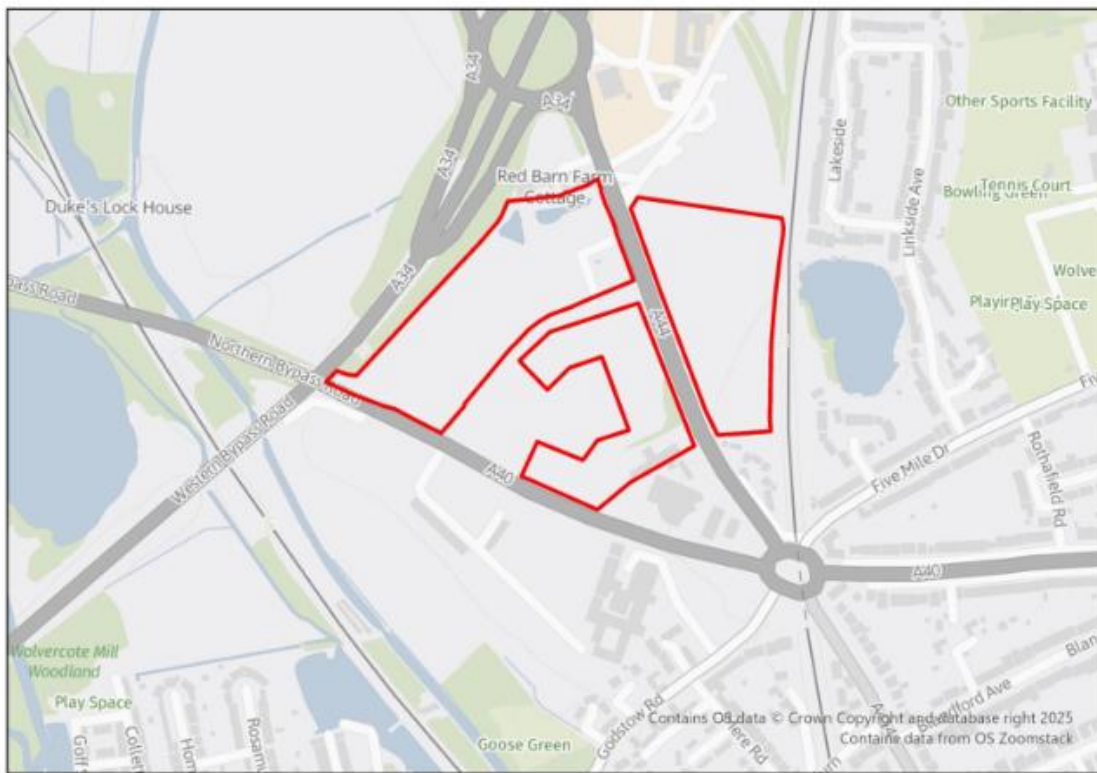 A34
A34
Other Sports Facility
Lakeside
A34
Red Barn Farm
Cottage
Tennis Court
Bowling Green
Duke's Lock House
Linkside Ave
A34
Play Space
pass Road
A44
Northern Bypass Road
Western Bypass Road
Five Mile Dr
Rothafield Rd
A40
A40
Wolvercote Mill
Woodland
Play Space
Godstow Rd
Goose Green
Contains OS data © Crown Copyright and database right 2025
Contains data from OS Zoomstack